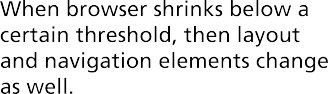 When browser shrinks below a
certain threshold, then layout
and navigation elements change
as well.